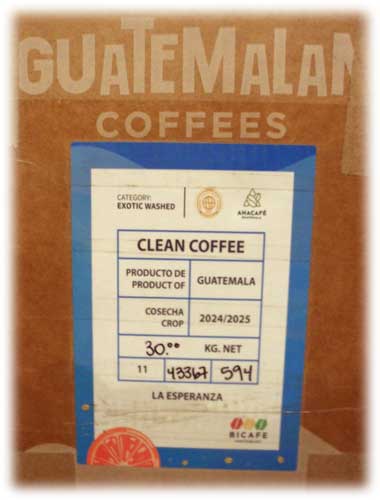 GUATEMALAN
COFFEES
CATEGORY:
EXOTIC WASHED
ANACAFÉ
CLEAN COFFEE
PRODUCTO DE
PRODUCT OF
GUATEMALA
COSECHA
CROP
2024/2025
30.00 KG. NET
11 43367 594
LA ESPERANZA
BICAFE